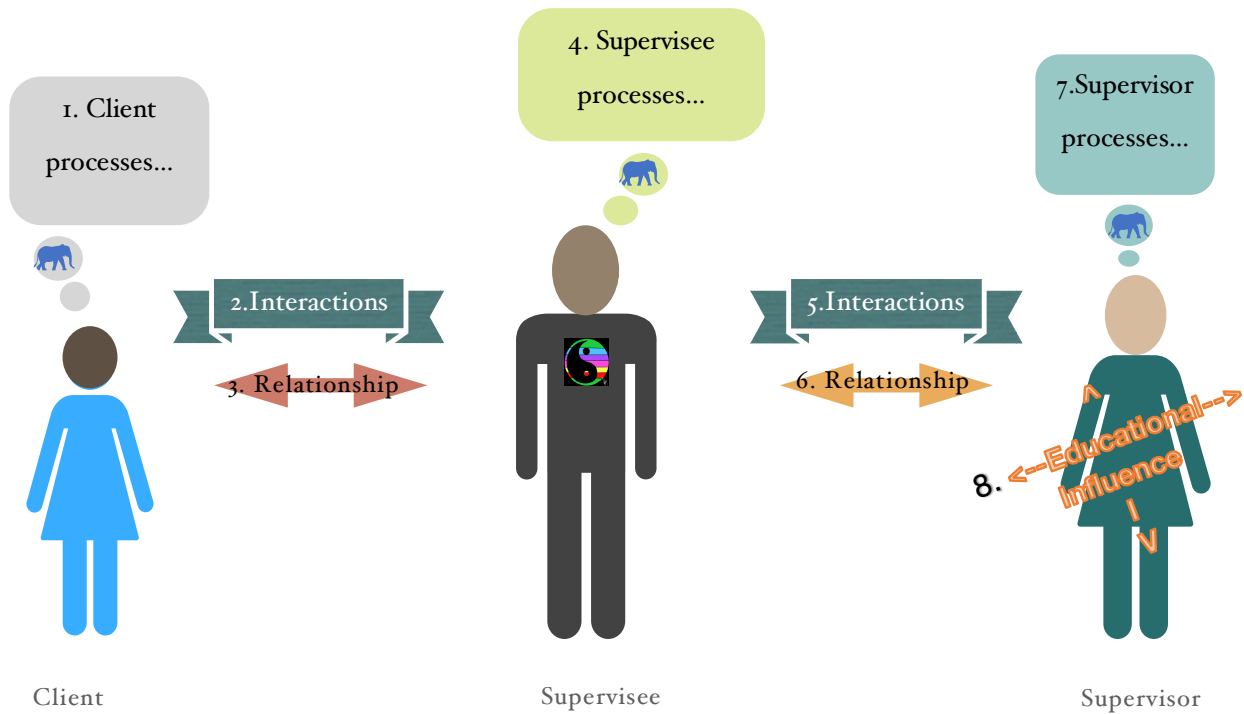 1. Client
processes...
2.Interactions
3. Relationship
4. Supervisee
processes...
5.Interactions
6. Relationship
7.Supervisor
processes...
8. <--Educational-->
Influence
Client
Supervisee
Supervisor